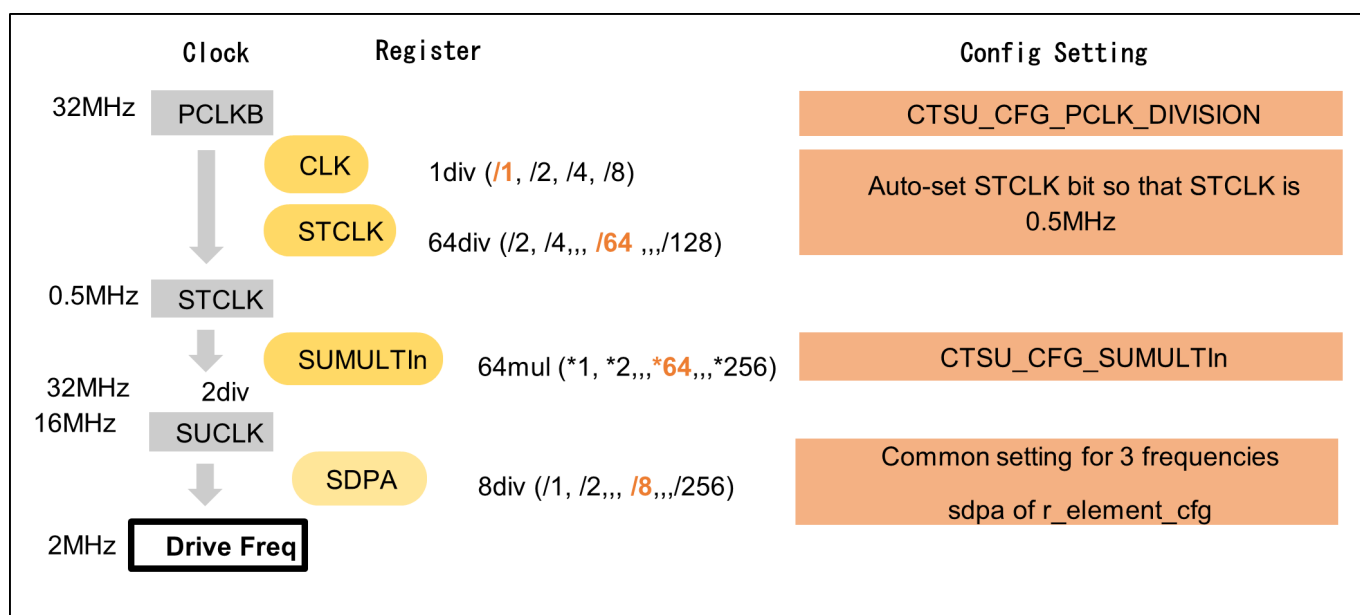 Clock Register Config Setting
32MHz PCLKB CTSU_CFG_PCLK_DIVISION
CLK 1div (/1, /2, /4, /8)
Auto-set STCLK bit so that STCLK is
0.5MHz
STCLK 64div (/2, /4,,, /64 ,,,/128)
0.5MHz STCLK
SUMULTIn 64mul (*1, *2,,,*64,,,*256) CTSU_CFG_SUMULTIn
32MHz 2div
16MHz SUCLK
SDPA 8div (/1, /2,,, /8,,,/256)
Common setting for 3 frequencies
sdpa of r_element_cfg
2MHz Drive Freq